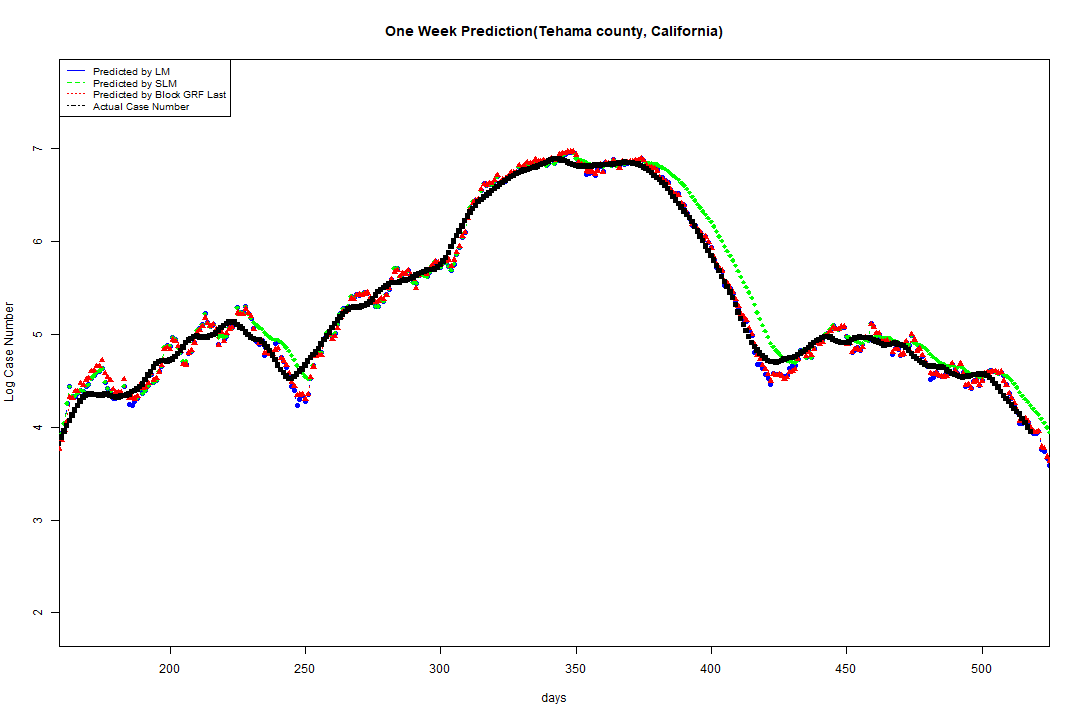 One Week Prediction(Tehama county, California)
Predicted by LM
Predicted by SLM
Predicted by Block GRF Last
Actual Case Number
Log Case Number
7
6
5
4
3
2
200 250 300 350 400 450 500
days